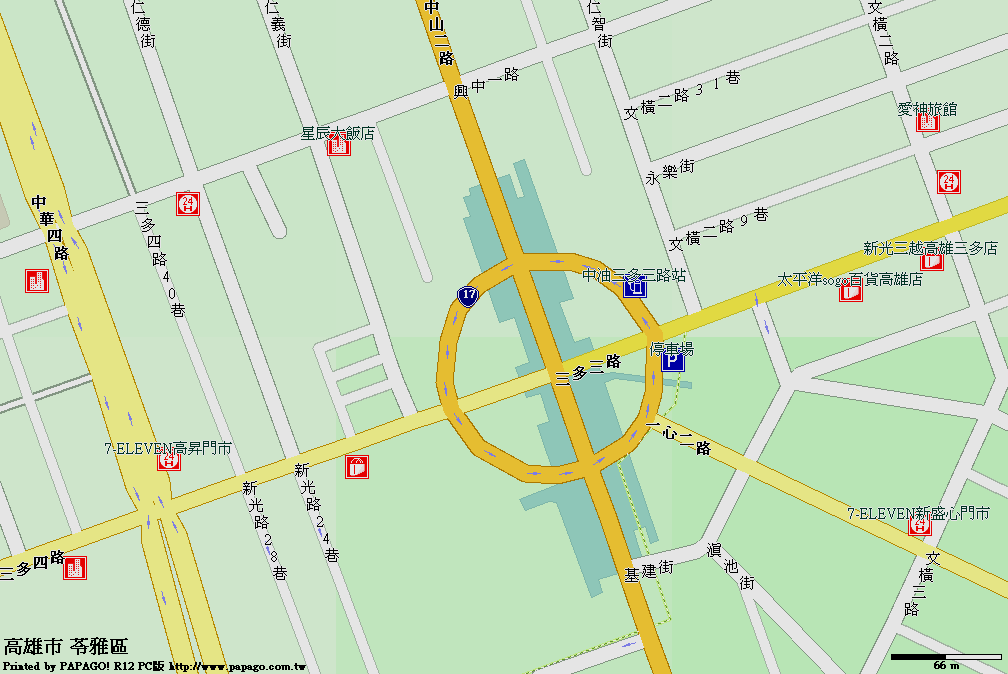 仁德街
仁義街
中山二路
仁智街
文橫二路
興中一路
文橫二路31巷
愛神旅館
星辰大飯店
永樂街
24H
24H
中華四路
三多四路40巷
文橫二路9巷
新光三越高雄三多店
中油三多三路站
太平洋sogo百貨高雄店
17
停車場
P
三多三路
一心二路
7-ELEVEN高昇門市
24H
新光路24巷
新光路28巷
7-ELEVEN新盛心門市
24H
三多四路
基建街
滇池街
文橫三路
高雄市 苓雅區
Printed by PAPAGO! R12 PC版 http://www.papago.com.tw
66 m